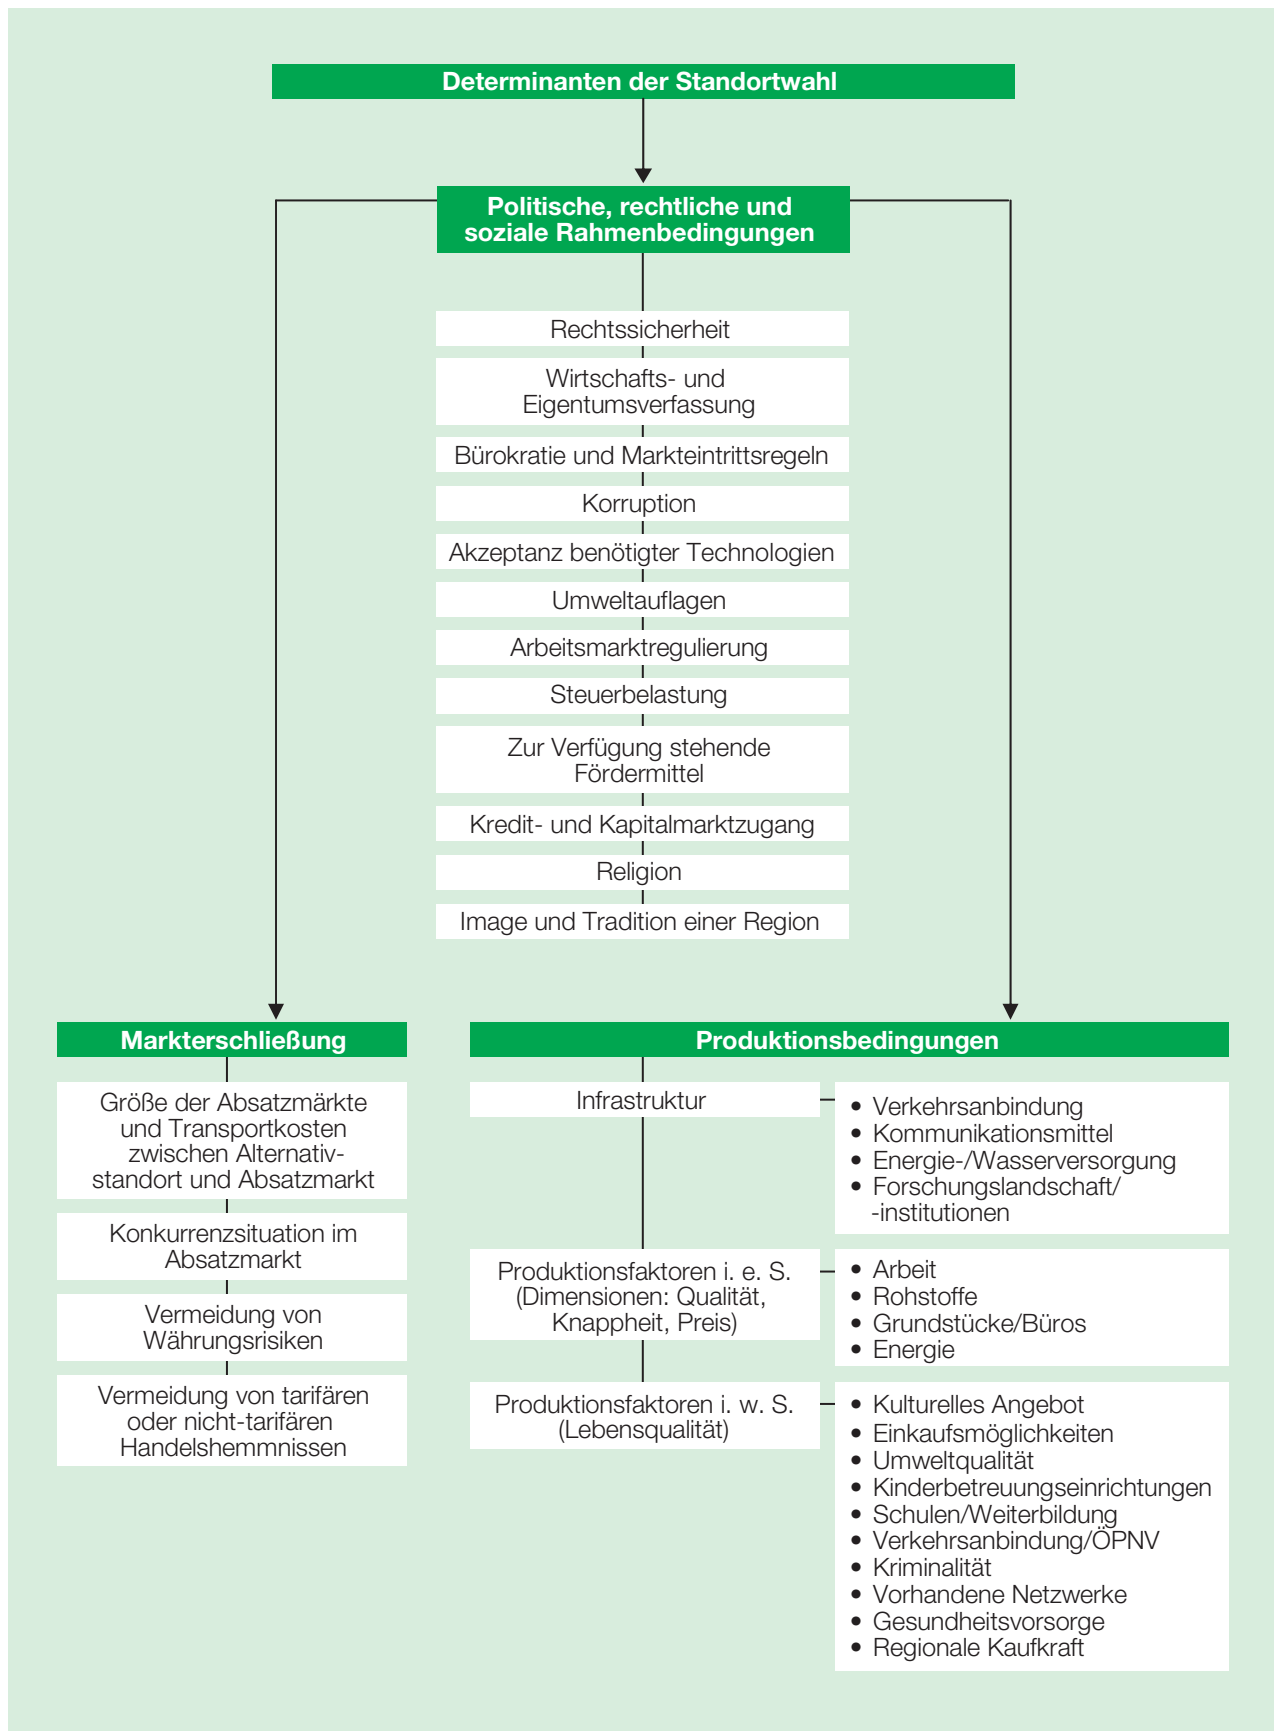 Determinanten der Standortwahl
Politische, rechtliche und
soziale Rahmenbedingungen
Rechtssicherheit
Wirtschafts- und
Eigentumsverfassung
Bürokratie und Markteintrittsregeln
Korruption
Akzeptanz benötigter Technologien
Umweltauflagen
Arbeitsmarktregulierung
Steuerbelastung
Zur Verfügung stehende
Fördermittel
Kredit- und Kapitalmarktzugang
Religion
Image und Tradition einer Region
Markterschließung
Größe der Absatzmärkte
und Transportkosten
zwischen Alternativ-
standort und Absatzmarkt
Konkurrenzsituation im
Absatzmarkt
Vermeidung von
Währungsrisiken
Vermeidung von tarifären
oder nicht-tarifären
Handelshemmnissen
Produktionsbedingungen
Infrastruktur
• Verkehrsanbindung
• Kommunikationsmittel
• Energie-/Wasserversorgung
• Forschungslandschaft/
-institutionen
Produktionsfaktoren i. e. S.
(Dimensionen: Qualität,
Knappheit, Preis)
• Arbeit
• Rohstoffe
• Grundstücke/Büros
• Energie
Produktionsfaktoren i. w. S.
(Lebensqualität)
• Kulturelles Angebot
• Einkaufsmöglichkeiten
• Umweltqualität
• Kinderbetreuungseinrichtungen
• Schulen/Weiterbildung
• Verkehrsanbindung/ÖPNV
• Kriminalität
• Vorhandene Netzwerke
• Gesundheitsvorsorge
• Regionale Kaufkraft